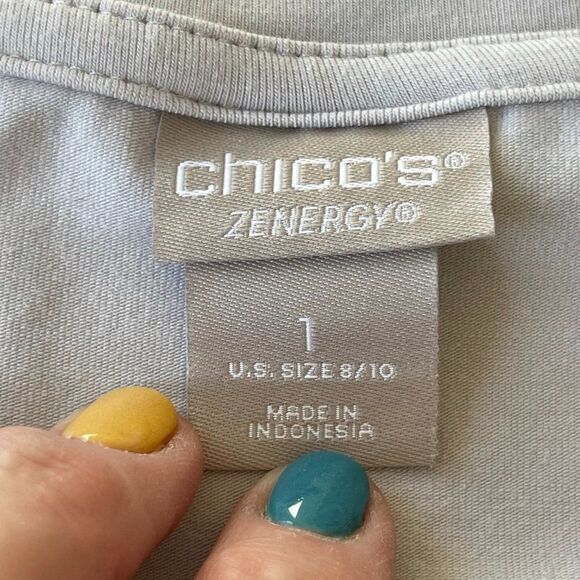 chico's®
ZENERGY®
1
U.S. SIZE 8/10
MADE IN
INDONESIA